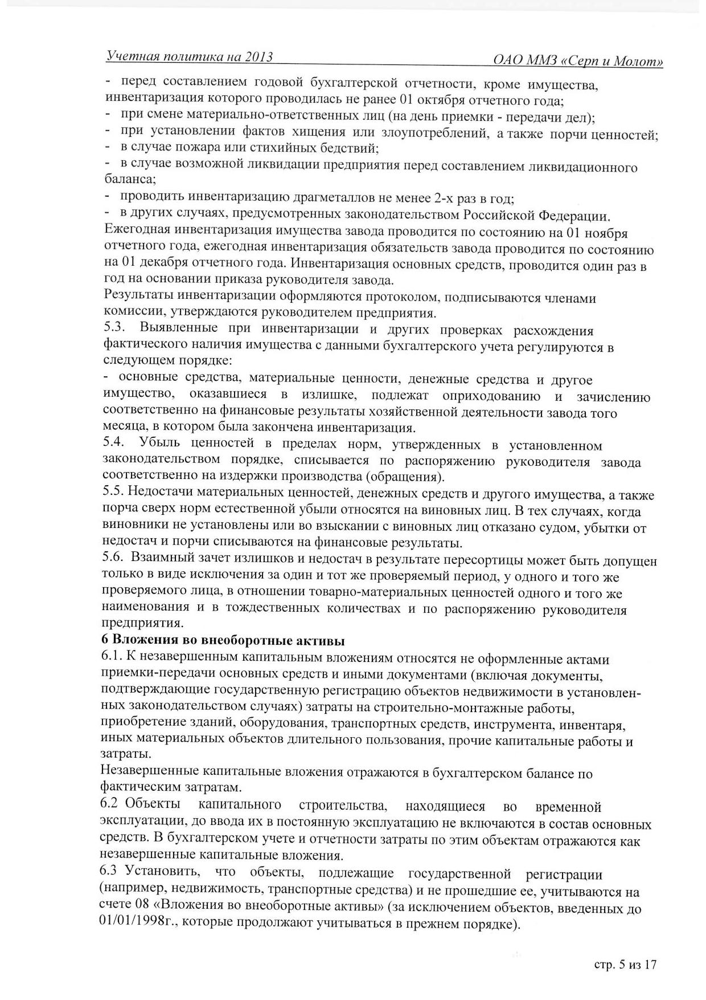 Учетная политика на 2013 ОАО ММЗ «Серп и Молот»
- перед составлением годовой бухгалтерской отчетности, кроме имущества,
инвентаризация которого проводилась не ранее 01 октября отчетного года;
- при смене материально-ответственных лиц (на день приемки - передачи дел);
- при установлении фактов хищения или злоупотреблений, а также порчи ценностей;
- в случае пожара или стихийных бедствий;
- в случае возможной ликвидации предприятия перед составлением ликвидационного
баланса;
- проводить инвентаризацию драгметаллов не менее 2-х раз в год;
- в других случаях, предусмотренных законодательством Российской Федерации.
Ежегодная инвентаризация имущества завода проводится по состоянию на 01 ноября
отчетного года, ежегодная инвентаризация обязательств завода проводится по состоянию
на 01 декабря отчетного года. Инвентаризация основных средств, проводится один раз в
год на основании приказа руководителя завода.
Результаты инвентаризации оформляются протоколом, подписываются членами
комиссии, утверждаются руководителем предприятия.
5.3. Выявленные при инвентаризации и других проверках расхождения
фактического наличия имущества с данными бухгалтерского учета регулируются в
следующем порядке:
- основные средства, материальные ценности, денежные средства и другое
имущество, оказавшиеся в излишке, подлежат оприходованию и зачислению
соответственно на финансовые результаты хозяйственной деятельности завода того
месяца, в котором была закончена инвентаризация.
5.4. Убыль ценностей в пределах норм, утвержденных в установленном
законодательством порядке, списывается по распоряжению руководителя завода
соответственно на издержки производства (обращения).
5.5. Недостачи материальных ценностей, денежных средств и другого имущества, а также
порча сверх норм естественной убыли относятся на виновных лиц. В тех случаях, когда
виновники не установлены или во взыскании с виновных лиц отказано судом, убытки от
недостач и порчи списываются на финансовые результаты.
5.6. Взаимный зачет излишков и недостач в результате пересортицы может быть допущен
только в виде исключения за один и тот же проверяемый период, у одного и того же
проверяемого лица, в отношении товарно-материальных ценностей одного и того же
наименования и в тождественных количествах и по распоряжению руководителя
предприятия.
6 Вложения во внеоборотные активы
6.1. К незавершенным капитальным вложениям относятся не оформленные актами
приемки-передачи основных средств и иными документами (включая документы,
подтверждающие государственную регистрацию объектов недвижимости в установлен-
ных законодательством случаях) затраты на строительно-монтажные работы,
приобретение зданий, оборудования, транспортных средств, инструмента, инвентаря,
иных материальных объектов длительного пользования, прочие капитальные работы и
затраты.
Незавершенные капитальные вложения отражаются в бухгалтерском балансе по
фактическим затратам.
6.2 Объекты капитального строительства, находящиеся во временной
эксплуатации, до ввода их в постоянную эксплуатацию не включаются в состав основных
средств. В бухгалтерском учете и отчетности затраты по этим объектам отражаются как
незавершенные капитальные вложения.
6.3 Установить, что объекты, подлежащие государственной регистрации
(например, недвижимость, транспортные средства) и не прошедшие ее, учитываются на
счете 08 «Вложения во внеоборотные активы» (за исключением объектов, введенных до
01/01/1998г., которые продолжают учитываться в прежнем порядке).
стр. 5 из 17